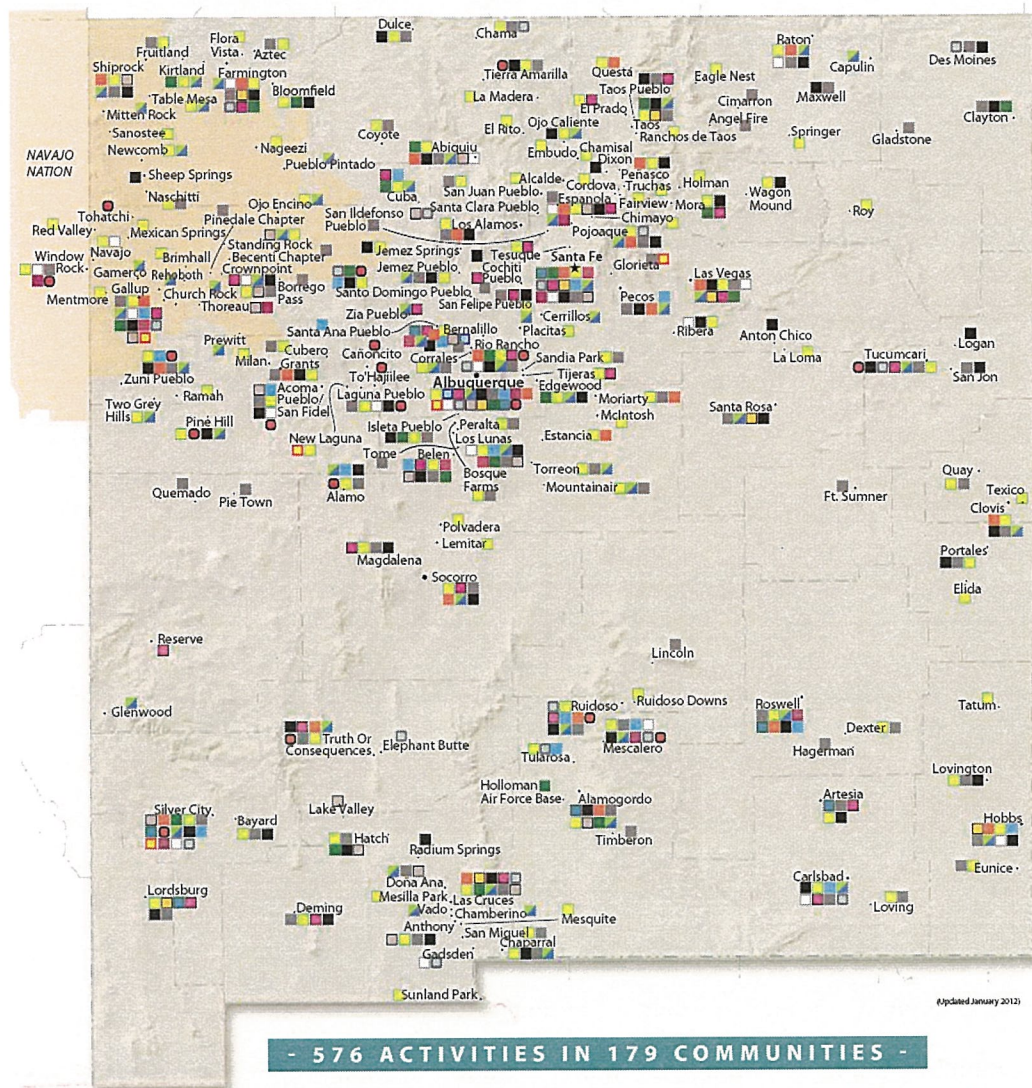 Dulce
Chama
Flora
Vista
Fruitland
Aztec
Raton
Capulin
Des Moines
Shiprock
Kirtland
Farmington
Bloomfield
Table Mesa
Mitten Rock
Tierra Amarilla
Questa
Taos Pueblo
Eagle Nest
Maxwell
La Madera
El Prado
Cimarron
Angel Fire
Clayton
Sanostee
Newcomb
Nageezi
Coyote
El Rito
Ojo Caliente
Taos
Ranchos de Taos
Springer
Gladstone
NAVAJO
NATION
Pueblo Pintado
Abiquiu
Embudo
Chamisal
Dixon
Penasco
Sheep Springs
Cuba
San Juan Pueblo
Alcalde
Cordova
Truchas
Holman
Wagon
Mound
Naschitti
Ojo Encino
San Ildefonso
Pueblo
Santa Clara Pueblo
Espanola
Fairview
Mora
Chimayo
Roy
Tohatchi
Pinedale Chapter
Red Valley
Mexican Springs
Los Alamos
Pojoaque
Standing Rock
Becenti Chapter
Jemez Springs
Tesuque
Santa Fe
Glorieta
Window
Rock
Navajo
Brimhall
Gamerco
Rehoboth
Crownpoint
Borrego
Pass
Jemez Pueblo
Cochiti
Pueblo
Las Vegas
Gallup
Church Rock
Thoreau
Santo Domingo Pueblo
San Felipe Pueblo
Pecos
Mentmore
Zia Pueblo
Cerrillos
Ribera
Anton Chico
Prewitt
Santa Ana Pueblo
Bernalillo
Placitas
Logan
Milan
Cubero
Grants
Cañoncito
Rio Rancho
Corrales
Sandia Park
La Loma
Tucumcari
San Jon
Zuni Pueblo
To'Hajiilee
Albuquerque
Tijeras
Edgewood
Ramah
Acoma
Pueblo/
San Fidel
Laguna Pueblo
Moriarty
Two Grey
Hills
Pine Hill
McIntosh
Santa Rosa
New Laguna
Isleta Pueblo
Peralta
Los Lunas
Estancia
Tome
Belen
Bosque
Farms
Torreon
Quay
Quemado
Pie Town
Alamo
Mountainair
Ft. Sumner
Texico
Clovis
Polvadera
Lemitar
Magdalena
Portales
Socorro
Elida
Reserve
Lincoln
Glenwood
Ruidoso
Ruidoso Downs
Roswell
Tatum
Truth Or
Consequences
Elephant Butte
Mescalero
Dexter
Hagerman
Tularosa
Lovington
Holloman
Air Force Base
Alamogordo
Artesia
Lake Valley
Silver City
Bayard
Hatch
Timberon
Hobbs
Radium Springs
Doña Ana
Carlsbad
Eunice
Lordsburg
Mesilla Park
Las Cruces
Loving
Deming
Vado
Chamberino
Mesquite
Anthony
San Miguel
Chaparral
Gadsden
Sunland Park
(Updated January 2012)
- 576 ACTIVITIES IN 179 COMMUNITIES -